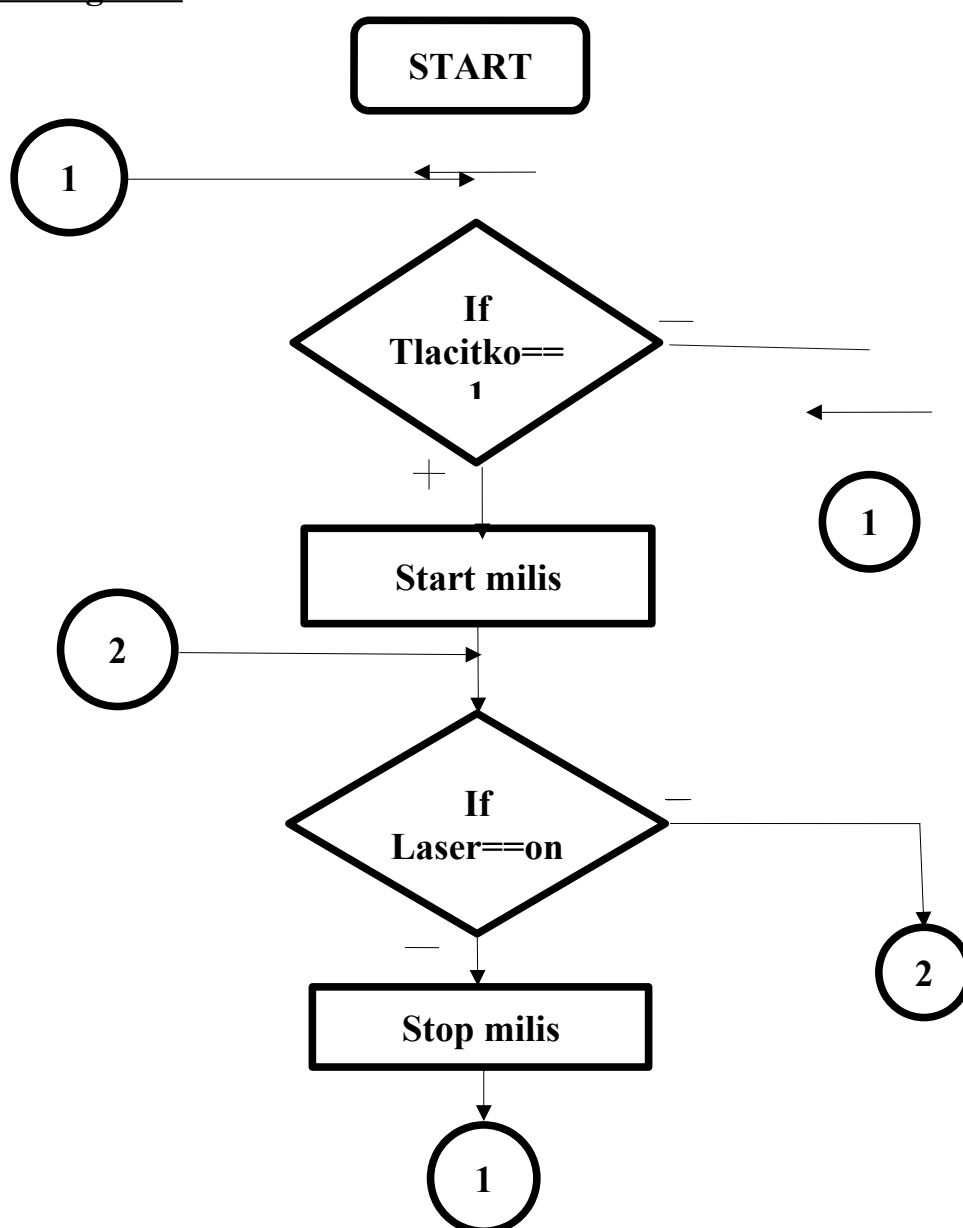 START
1
If
Tlacitko==
1
—
+
1
Start milis
2
If
Laser==on
—
—
2
Stop milis
1